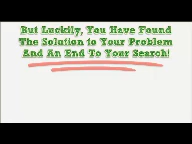 But Luckily, You Have Found
The Solution to Your Problem
And An End To Your Search!